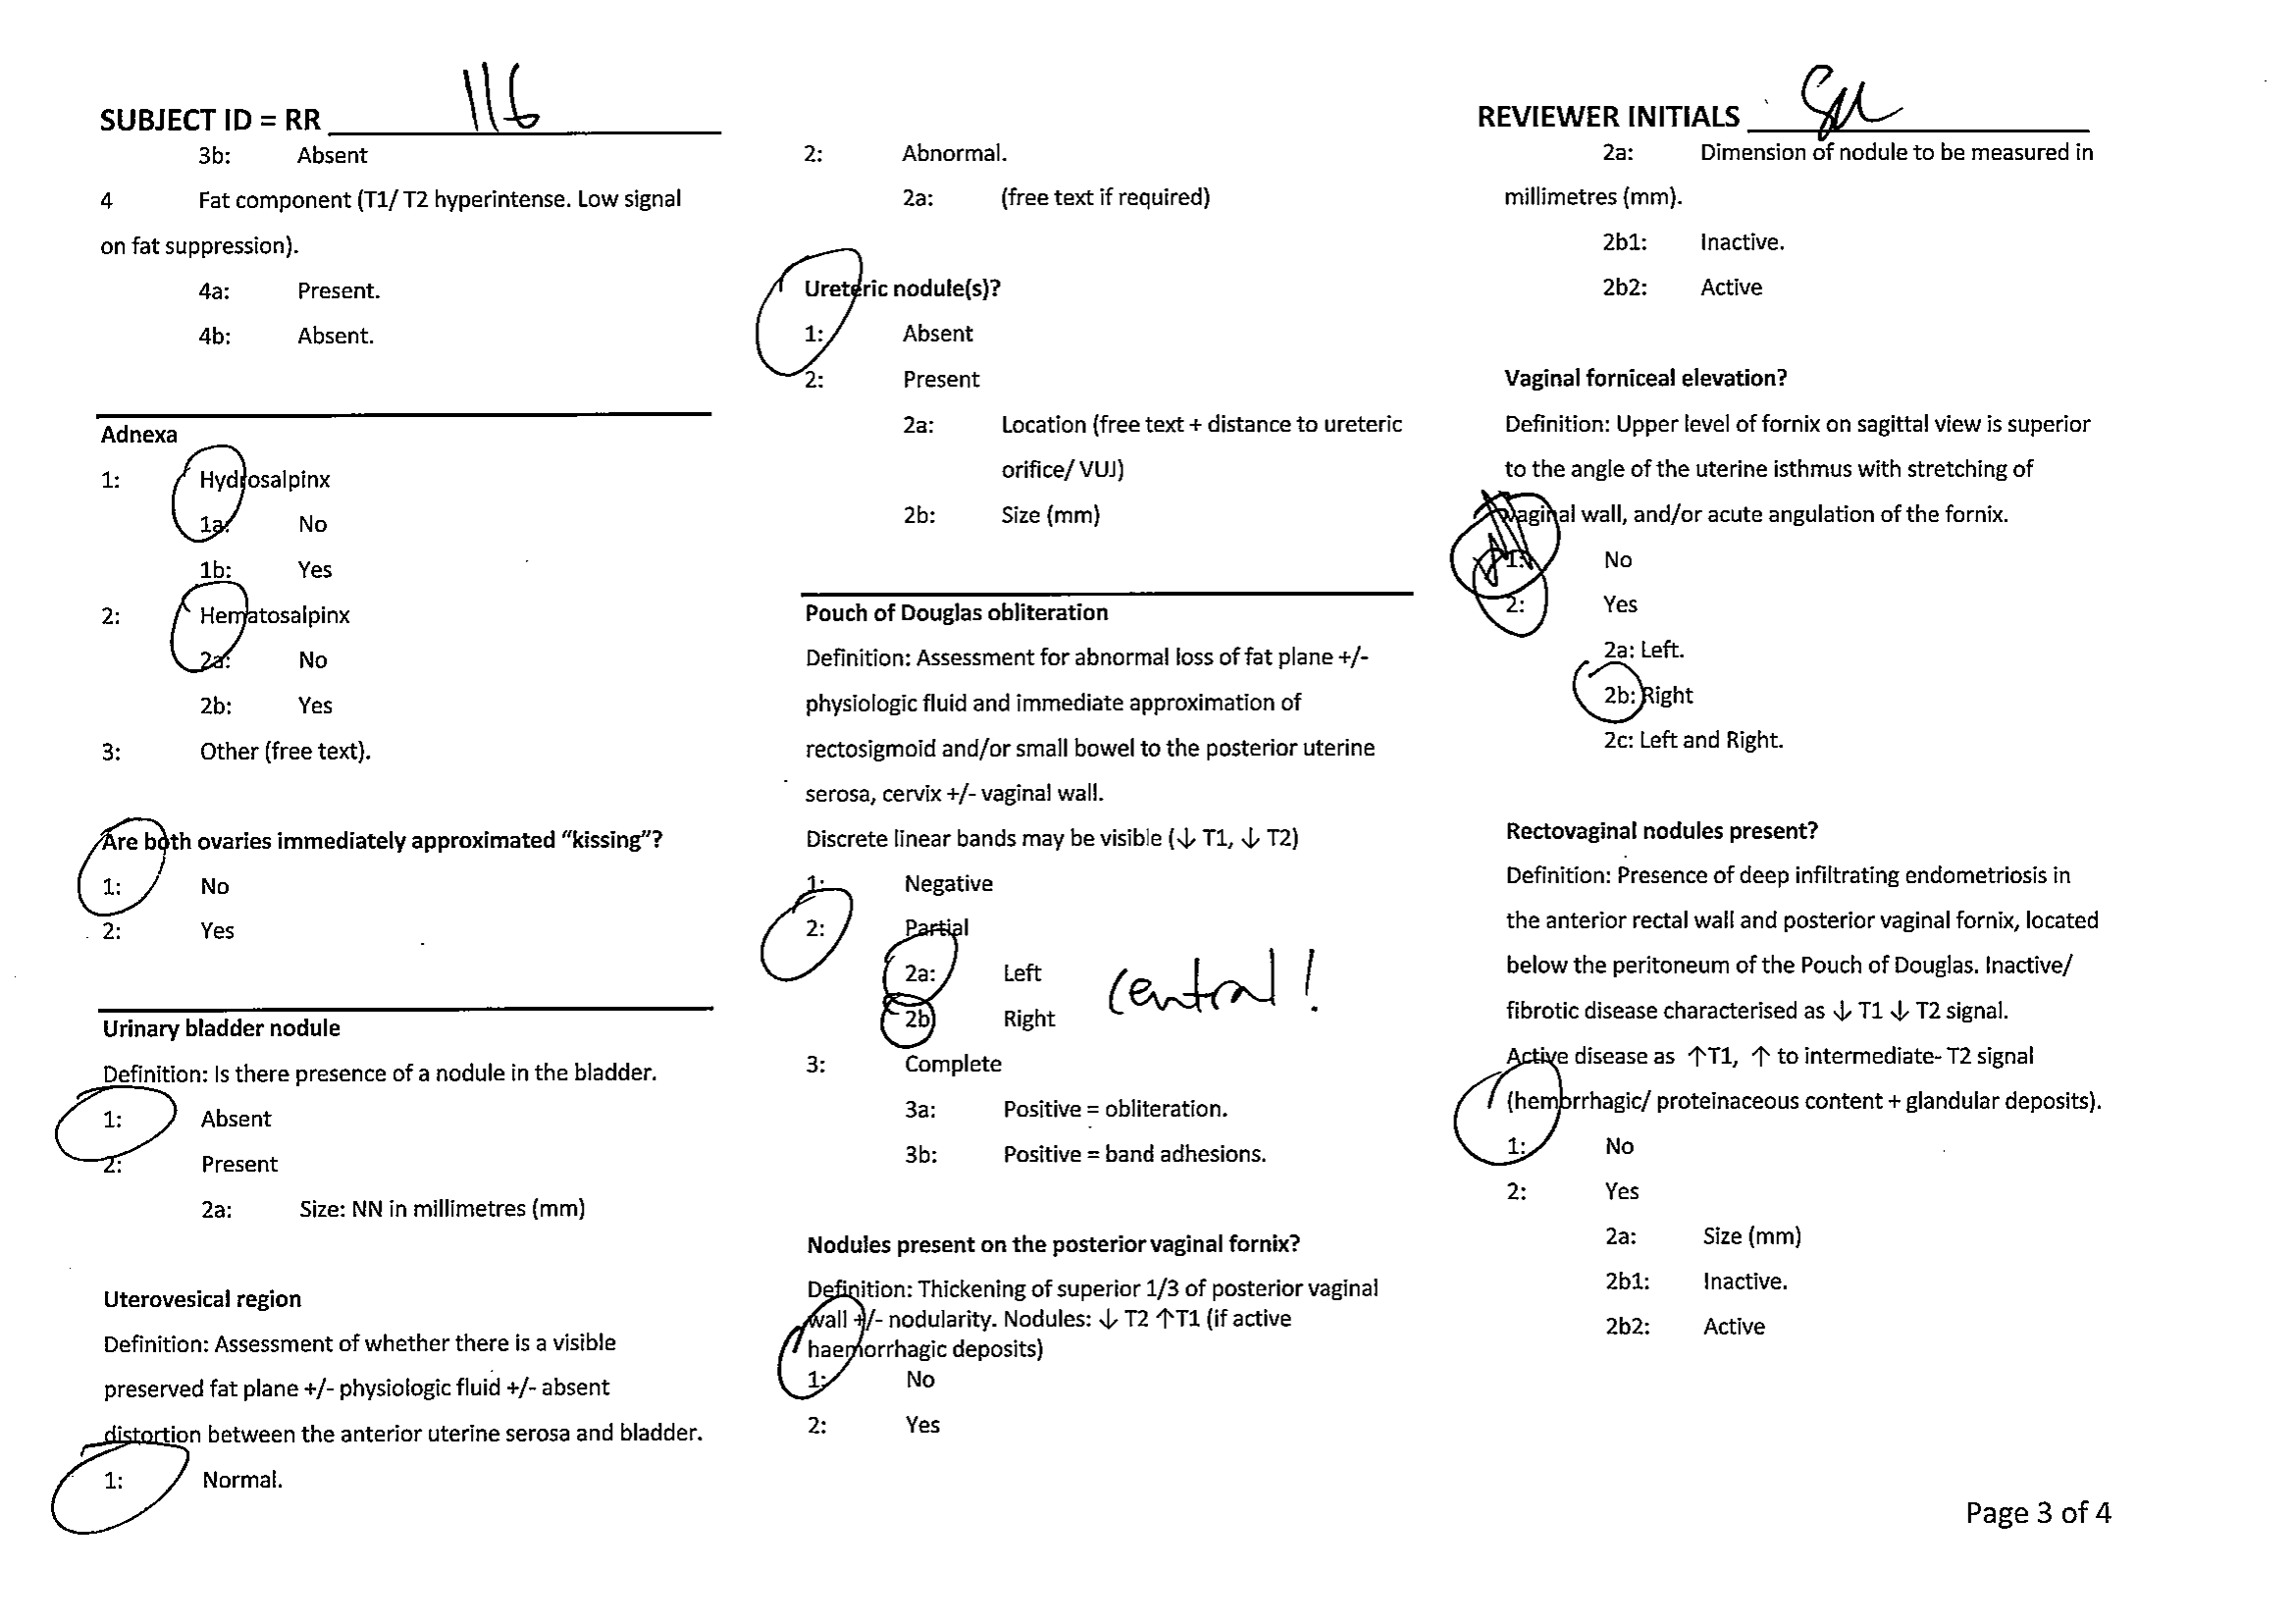 SUBJECT ID = RR 116
3b: Absent
4 Fat component (T1/ T2 hyperintense. Low signal
on fat suppression).
4a: Present.
4b: Absent.
Adnexa
1: Hydrosalpinx
1a: No
1b: Yes
2: Hematosalpinx
2a: No
2b: Yes
3: Other (free text).
Are both ovaries immediately approximated “kissing”?
1: No
2: Yes
Urinary bladder nodule
Definition: Is there presence of a nodule in the bladder.
1: Absent
2: Present
2a: Size: NN in millimetres (mm)
Uterovesical region
Definition: Assessment of whether there is a visible
preserved fat plane +/- physiologic fluid +/- absent
distortion between the anterior uterine serosa and bladder.
1: Normal.
2: Abnormal.
2a: (free text if required)
Ureteric nodule(s)?
1: Absent
2: Present
2a: Location (free text + distance to ureteric
orifice/ VUJ)
2b: Size (mm)
Pouch of Douglas obliteration
Definition: Assessment for abnormal loss of fat plane +/-
physiologic fluid and immediate approximation of
rectosigmoid and/or small bowel to the posterior uterine
serosa, cervix +/- vaginal wall.
Discrete linear bands may be visible (↓ T1, ↓ T2)
1: Negative
2: Partial
2a: Left
central!
2b: Right
3: Complete
3a: Positive = obliteration.
3b: Positive = band adhesions.
Nodules present on the posterior vaginal fornix?
Definition: Thickening of superior 1/3 of posterior vaginal
wall +/- nodularity. Nodules: ↓ T2 ↑T1 (if active
haemorrhagic deposits)
1: No
2: Yes
REVIEWER INITIALS
2a: Dimension of nodule to be measured in
millimetres (mm).
2b1: Inactive.
2b2: Active
Vaginal forniceal elevation?
Definition: Upper level of fornix on sagittal view is superior
to the angle of the uterine isthmus with stretching of
vaginal wall, and/or acute angulation of the fornix.
1: No
2: Yes
2a: Left.
2b: Right
2c: Left and Right.
Rectovaginal nodules present?
Definition: Presence of deep infiltrating endometriosis in
the anterior rectal wall and posterior vaginal fornix, located
below the peritoneum of the Pouch of Douglas. Inactive/
fibrotic disease characterised as ↓ T1 ↓ T2 signal.
Active disease as ↑T1, ↑ to intermediate- T2 signal
(hemorrhagic/ proteinaceous content + glandular deposits).
1: No
2: Yes
2a: Size (mm)
2b1: Inactive.
2b2: Active
Page 3 of 4